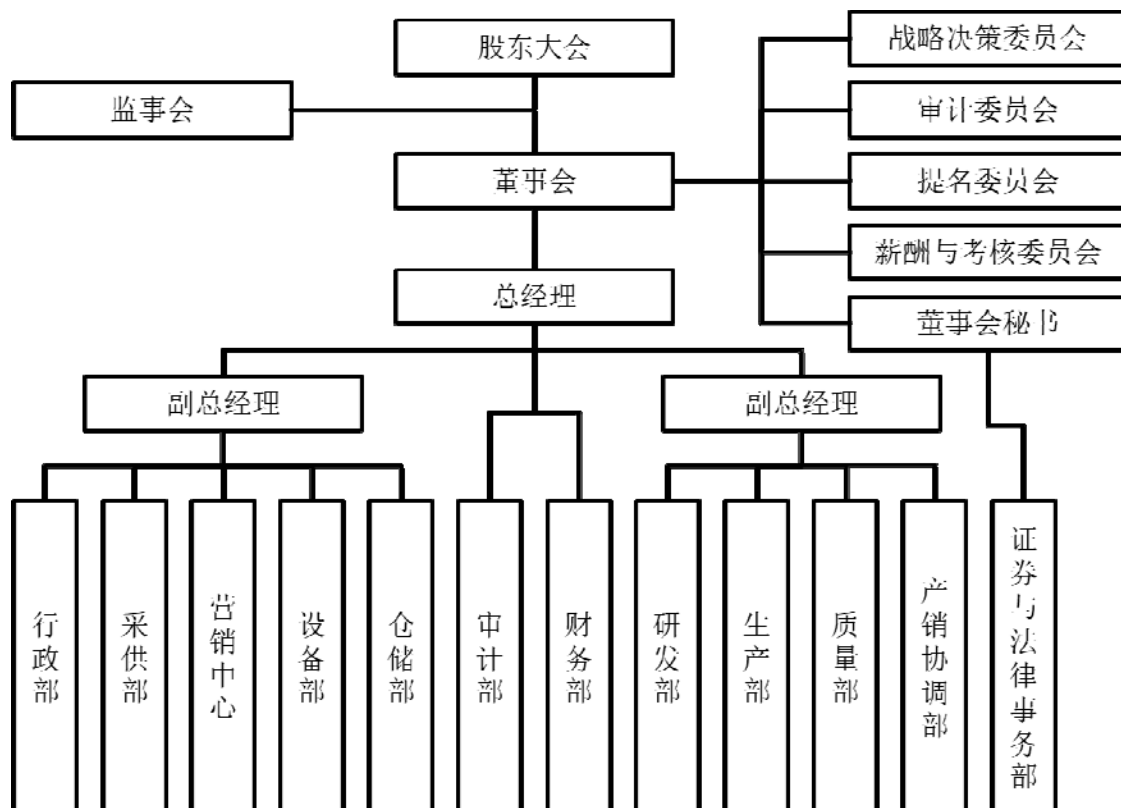 股东大会
战略决策委员会
监事会
审计委员会
董事会
提名委员会
薪酬与考核委员会
总经理
董事会秘书
副总经理
副总经理
行政部
采供部
营销中心
设备部
仓储部
审计部
财务部
研发部
生产部
质量部
产销协调部
证券与法律事务部